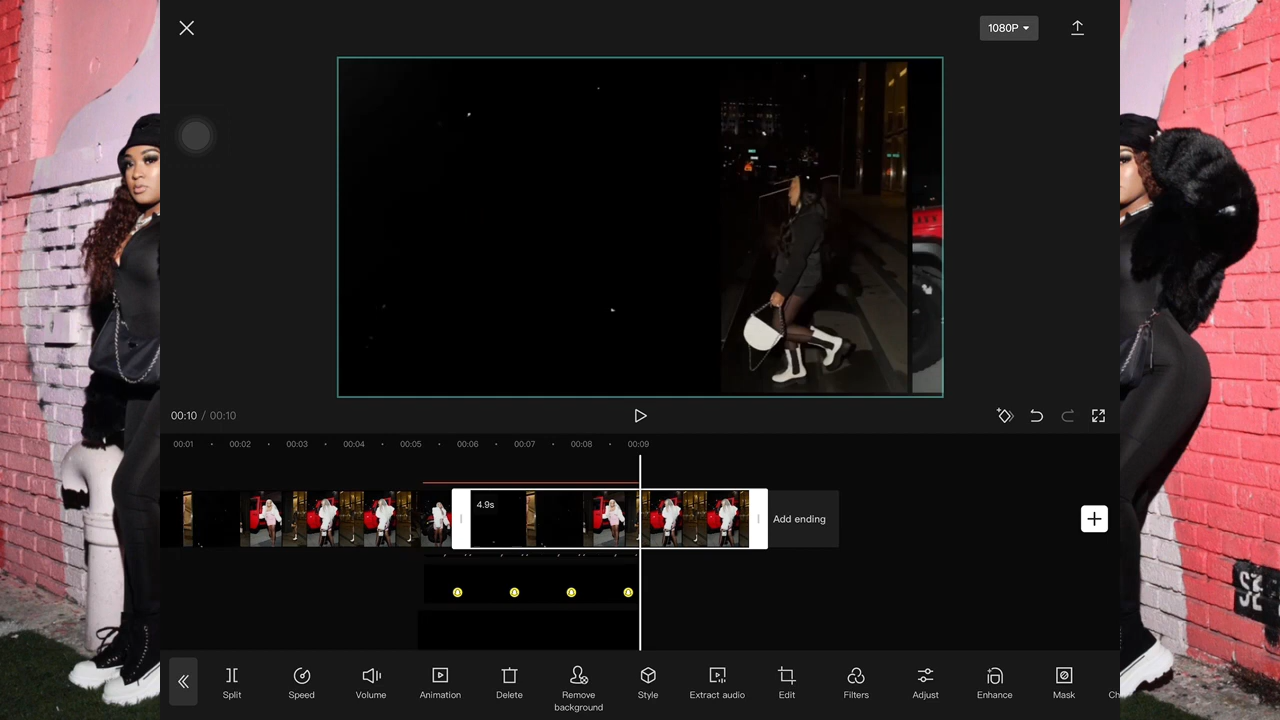 1080P
00:10 / 00:10
00:01 00:02 00:03 00:04 00:05 00:06 00:07 00:08 00:09
4.9s
Add ending
Split Speed Volume Animation Delete Remove background Style Extract audio Edit Filters Adjust Enhance Mask Ch